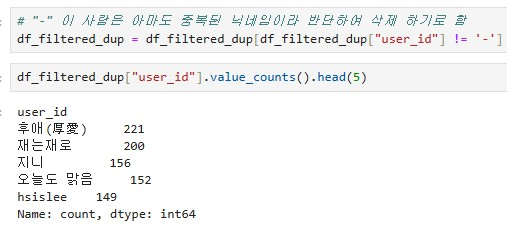 # "-" 이 사람은 아마도 중복된 닉네임이라 반단하여 삭제 하기로 함
df_filtered_dup = df_filtered_dup[df_filtered_dup["user_id"] != '-']
df_filtered_dup["user_id"].value_counts().head(5)
user_id
후애(厚愛) 221
재는재로 200
지니 156
오늘도 맑음 152
hsislee 149
Name: count, dtype: int64